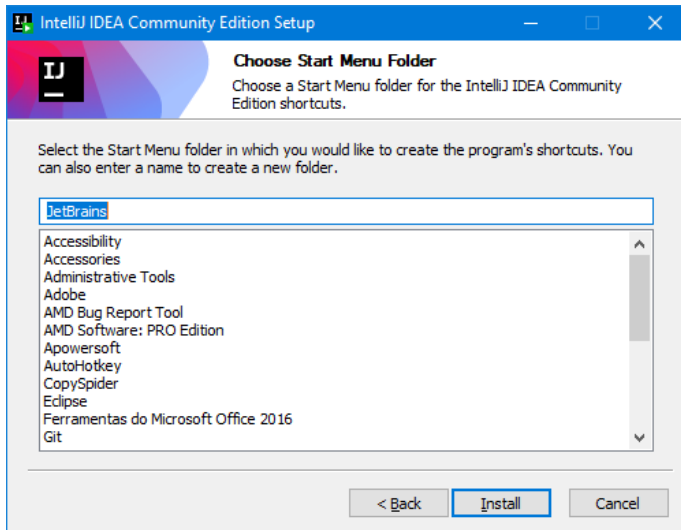 IntelliJ IDEA Community Edition Setup
IJ
Choose Start Menu Folder
Choose a Start Menu folder for the IntelliJ IDEA Community
Edition shortcuts.
Select the Start Menu folder in which you would like to create the program's shortcuts. You
can also enter a name to create a new folder.
JetBrains
Accessibility
Accessories
Administrative Tools
Adobe
AMD Bug Report Tool
AMD Software: PRO Edition
Apowersoft
AutoHotkey
CopySpider
Eclipse
Ferramentas do Microsoft Office 2016
Git
< Back
Install
Cancel